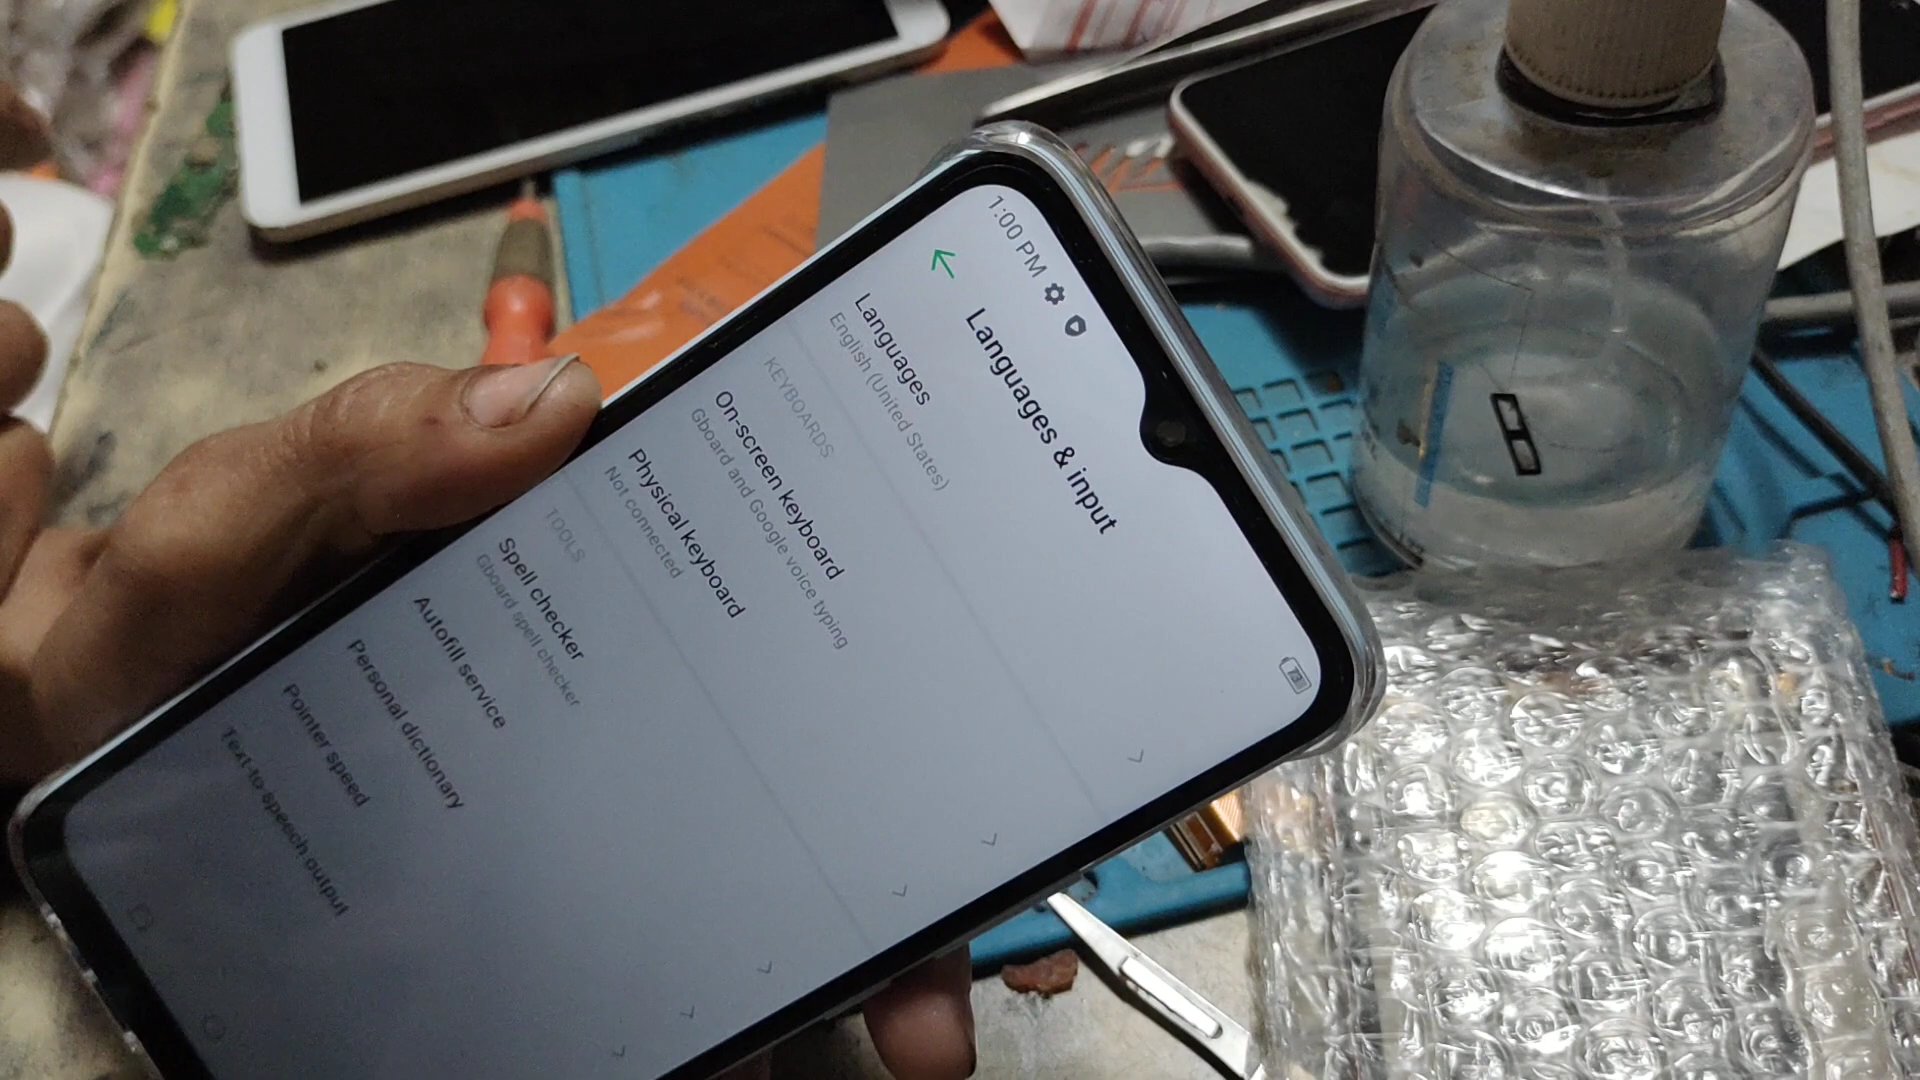 1:00 PM
73
Languages & input
Languages
English (United States)
KEYBOARDS
On-screen keyboard
Gboard and Google voice typing
Physical keyboard
Not connected
TOOLS
Spell checker
Gboard spell checker
Autofill service
Personal dictionary
Pointer speed
Text-to-speech output